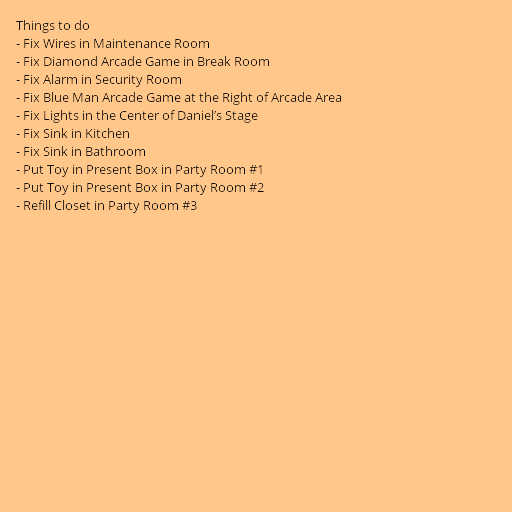 Things to do
- Fix Wires in Maintenance Room
- Fix Diamond Arcade Game in Break Room
- Fix Alarm in Security Room
- Fix Blue Man Arcade Game at the Right of Arcade Area
- Fix Lights in the Center of Daniel’s Stage
- Fix Sink in Kitchen
- Fix Sink in Bathroom
- Put Toy in Present Box in Party Room #1
- Put Toy in Present Box in Party Room #2
- Refill Closet in Party Room #3